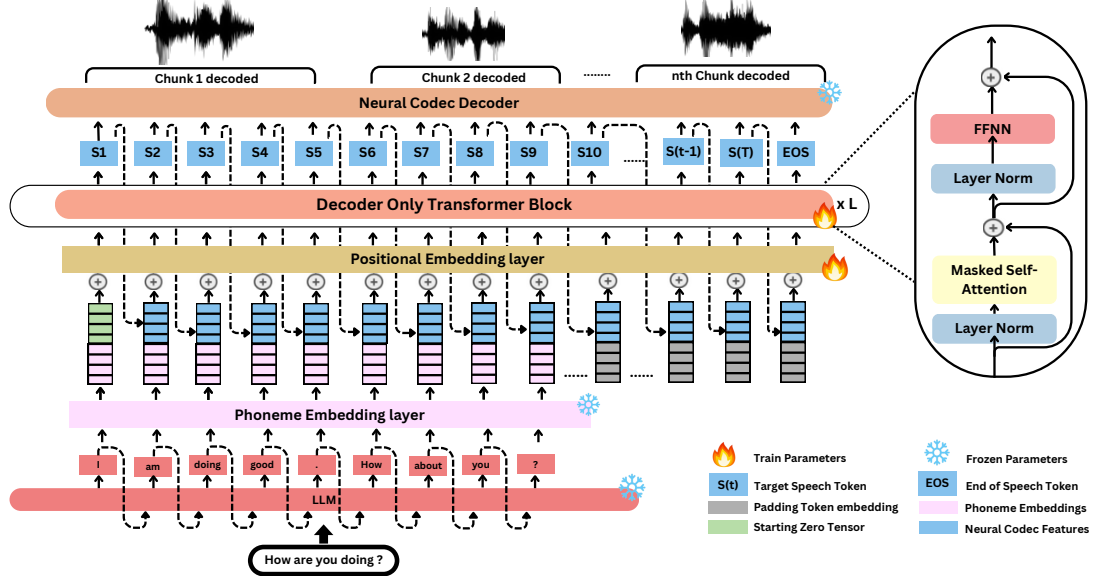 Chunk 1 decoded
Chunk 2 decoded
........
nth Chunk decoded
Neural Codec Decoder
S1 S2 S3 S4 S5 S6 S7 S8 S9 S10 ...... S(t-1) S(T) EOS
Decoder Only Transformer Block
x L
Positional Embedding layer
+ + + + + + + + + + + + +
...... ......
Phoneme Embedding layer
I am doing good . How about you ?
LLM
How are you doing ?
+
FFNN
Layer Norm
+
Masked Self-
Attention
Layer Norm
Train Parameters
Frozen Parameters
S(t) Target Speech Token
EOS End of Speech Token
Padding Token embedding
Phoneme Embeddings
Starting Zero Tensor
Neural Codec Features